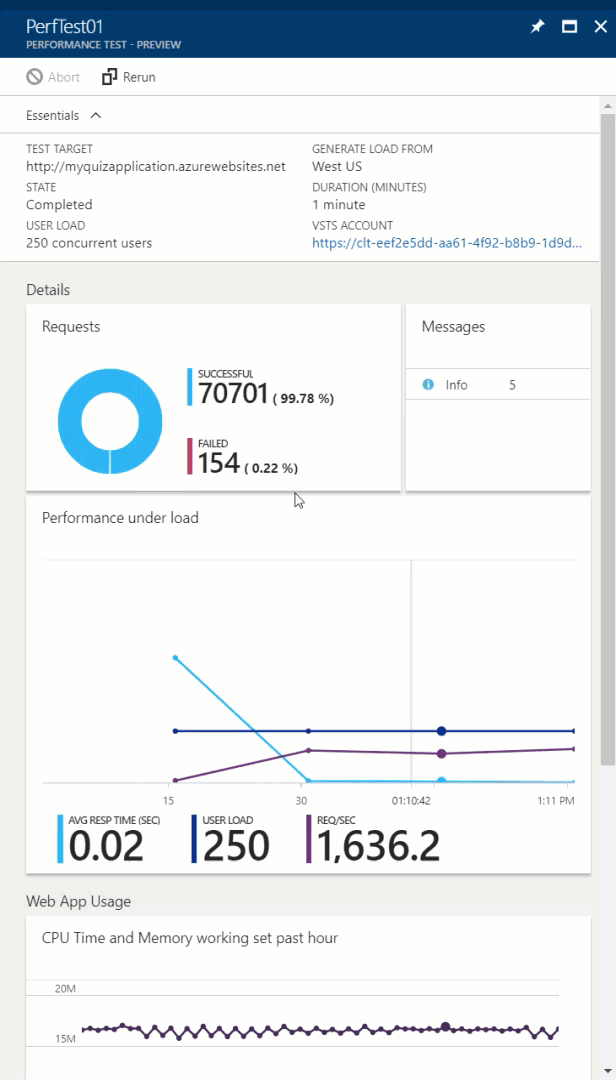 PerfTest01
PERFORMANCE TEST - PREVIEW
Abort Rerun
Essentials
TEST TARGET
http://myquizapplication.azurewebsites.net
STATE
Completed
USER LOAD
250 concurrent users
GENERATE LOAD FROM
West US
DURATION (MINUTES)
1 minute
VSTS ACCOUNT
https://clt-eef2e5dd-aa61-4f92-b8b9-1d9d...
Details
Requests
SUCCESSFUL
70701 ( 99.78 %)
FAILED
154 ( 0.22 %)
Messages
Info 5
Performance under load
15 30 01:10:42 1:11 PM
AVG RESP TIME (SEC)
0.02
USER LOAD
250
REQ/SEC
1,636.2
Web App Usage
CPU Time and Memory working set past hour
20M
15M